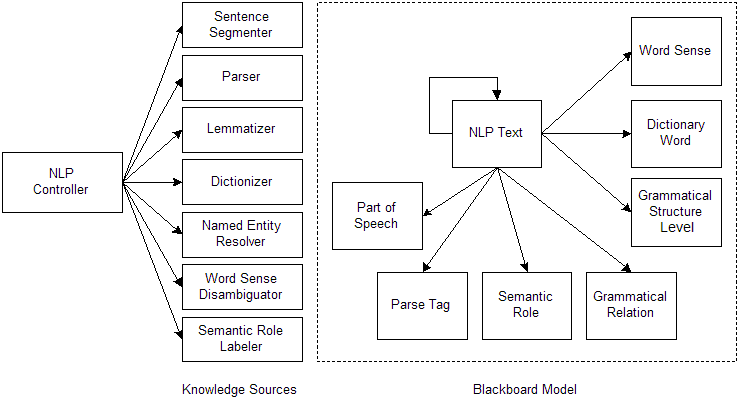 Sentence
Segmenter
Parser
Lemmatizer
NLP
Controller
Dictionizer
Named Entity
Resolver
Word Sense
Disambiguator
Semantic Role
Labeler
Knowledge Sources
Word Sense
NLP Text
Dictionary
Word
Grammatical
Structure
Level
Part of
Speech
Parse Tag
Semantic
Role
Grammatical
Relation
Blackboard Model